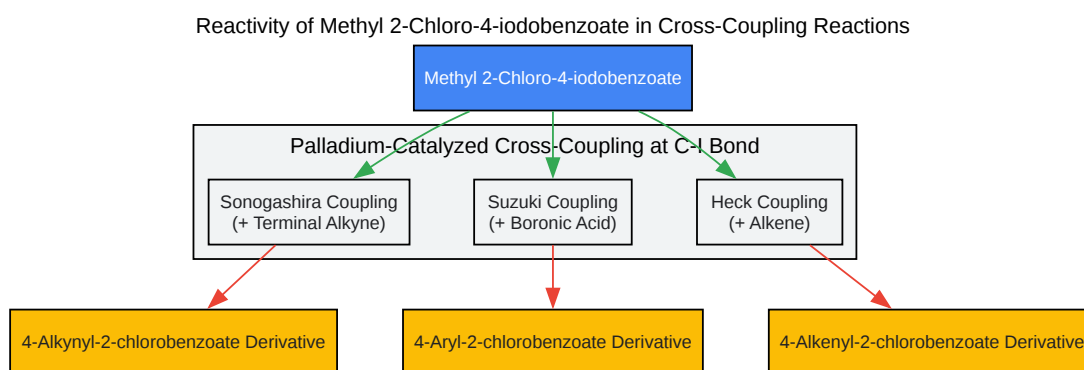 Reactivity of Methyl 2-Chloro-4-iodobenzoate in Cross-Coupling Reactions
Methyl 2-Chloro-4-iodobenzoate
Palladium-Catalyzed Cross-Coupling at C-I Bond
Sonogashira Coupling
(+ Terminal Alkyne)
Suzuki Coupling
(+ Boronic Acid)
Heck Coupling
(+ Alkene)
4-Alkynyl-2-chlorobenzoate Derivative
4-Aryl-2-chlorobenzoate Derivative
4-Alkenyl-2-chlorobenzoate Derivative